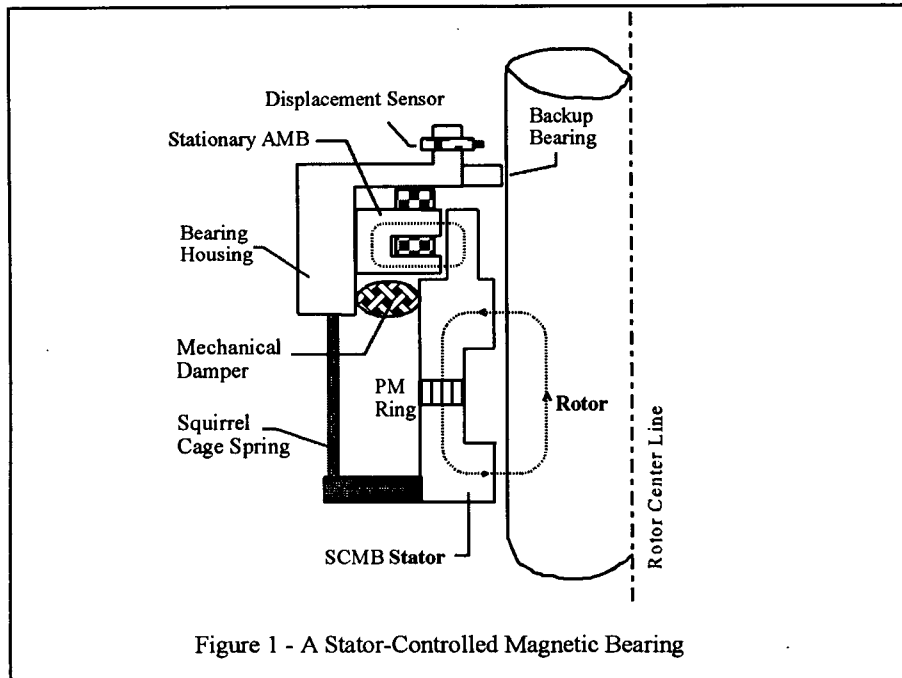 Displacement Sensor
Stationary AMB
Backup
Bearing
Bearing
Housing
Mechanical
Damper
PM
Ring
Rotor
Squirrel
Cage Spring
SCMB Stator
Rotor Center Line
Figure 1 - A Stator-Controlled Magnetic Bearing